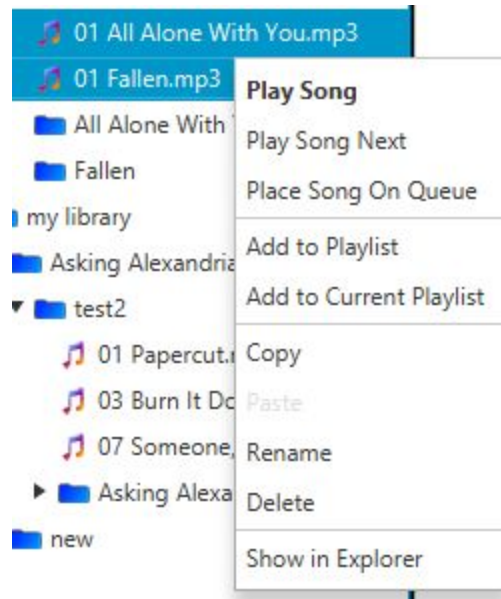 01 All Alone With You.mp3
01 Fallen.mp3
All Alone With
Fallen
my library
Asking Alexandria
test2
01 Papercut.
03 Burn It Do
07 Someone,
Asking Alexa
new
Play Song
Play Song Next
Place Song On Queue
Add to Playlist
Add to Current Playlist
Copy
Paste
Rename
Delete
Show in Explorer